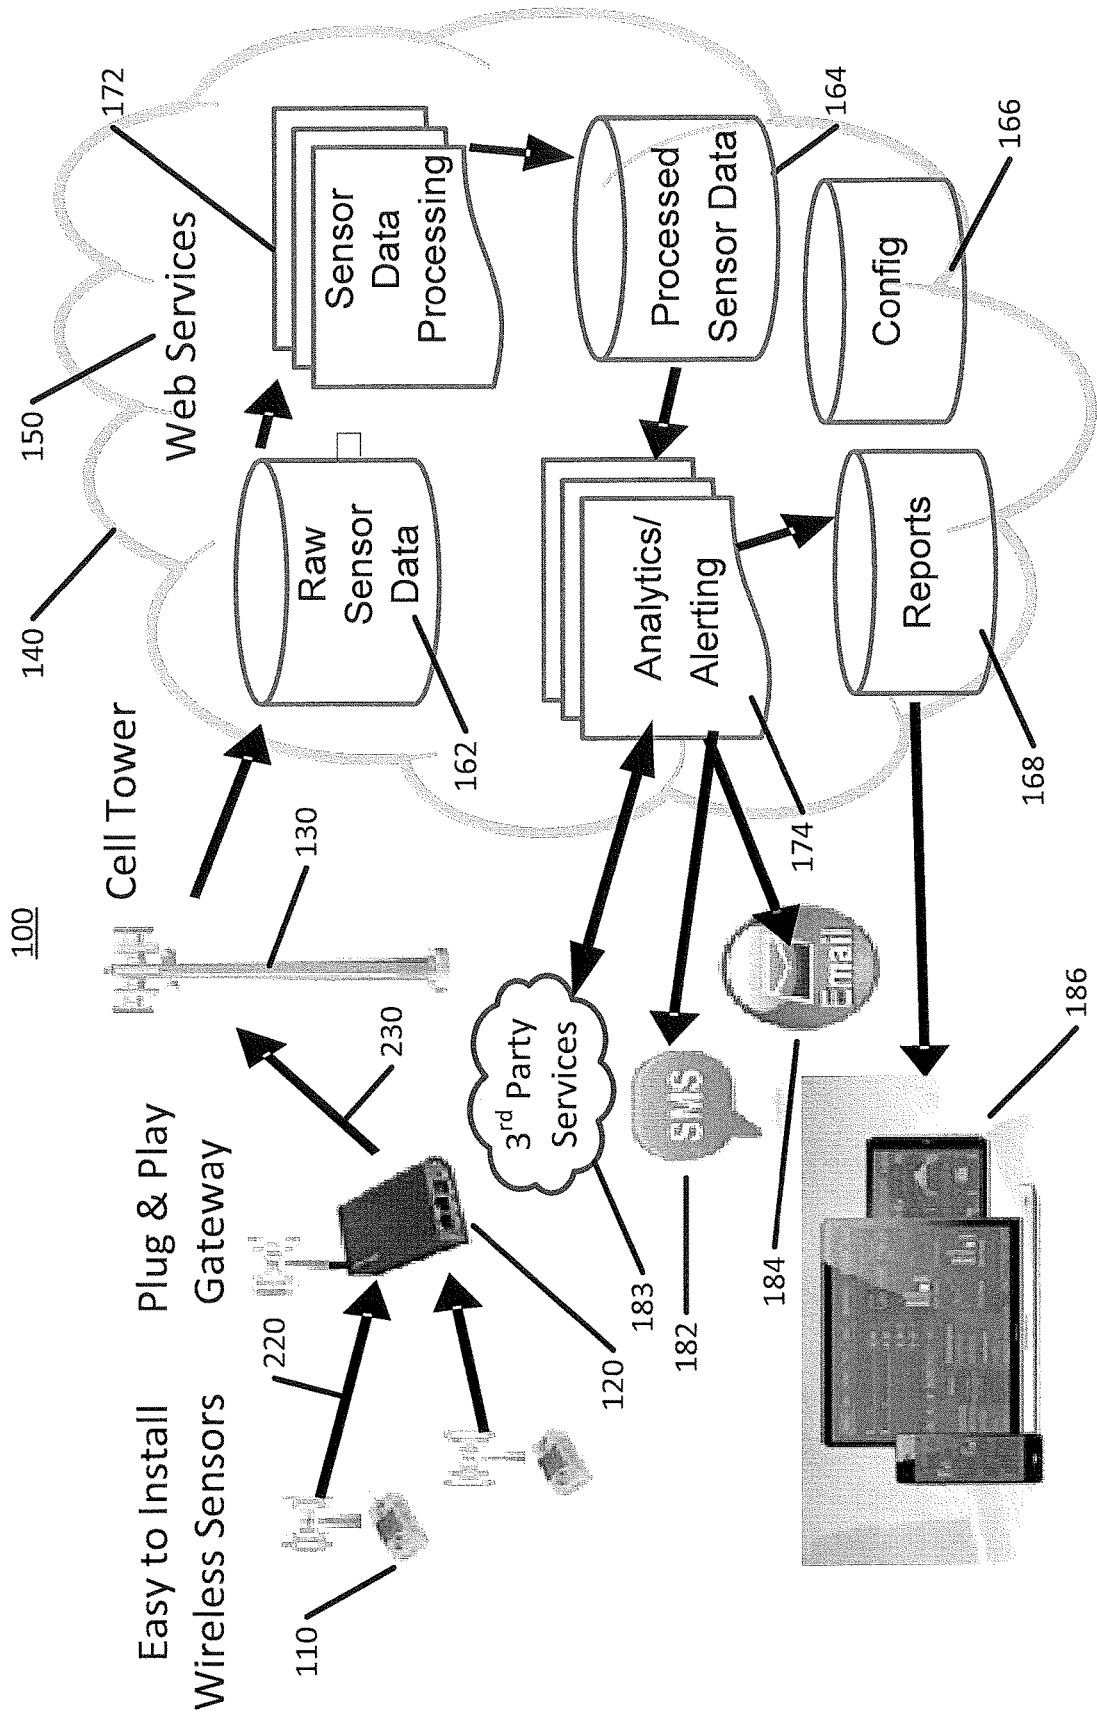 100
Easy to Install
Wireless Sensors
Plug & Play
Gateway
Cell Tower
Web Services
110
220
120
230
130
140
150
172
Raw
Sensor
Data
162
Sensor
Data
Processing
Processed
Sensor Data
164
Analytics/
Alerting
174
Config
166
Reports
168
3rd Party
Services
183
SMS
182
Email
184
186